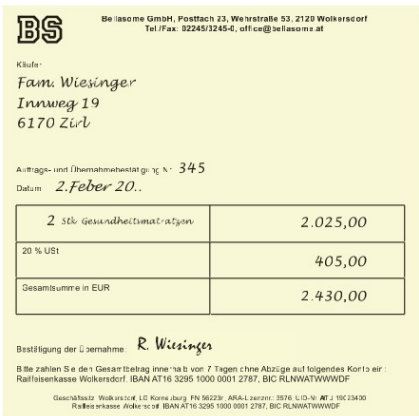 BS
Bellasome GmbH, Postfach 23, Wehrstraße 53, 2120 Wolkersdorf
Tel./Fax: 02245/3245-0, office@bellasome.at
Käufer
Fam. Wiesinger
Innweg 19
6170 Zirl
Auftrags- und Übernahmebestätigung Nr. 345
Datum 2.Feber 20..
2 Stk Gesundheitsmatratzen 2.025,00
20 % USt 405,00
Gesamtsumme in EUR 2.430,00
Bestätigung der Übernahme: R. Wiesinger
Bitte zahlen Sie den Gesamtbetrag innerhalb von 7 Tagen ohne Abzüge auf folgendes Konto ein:
Raiffeisenkasse Wolkersdorf, IBAN AT16 3295 1000 0001 2787, BIC RLNWATWWWDF
Geschäftssitz Wolkersdorf, LG Korneuburg, FN 56223r, ARA-Lizenznr.: 3576, UID-Nr.
Raiffeisenkasse Wolkersdorf IBAN AT16 3295 1000 0001 2787, BIC RLNWATWWWDF